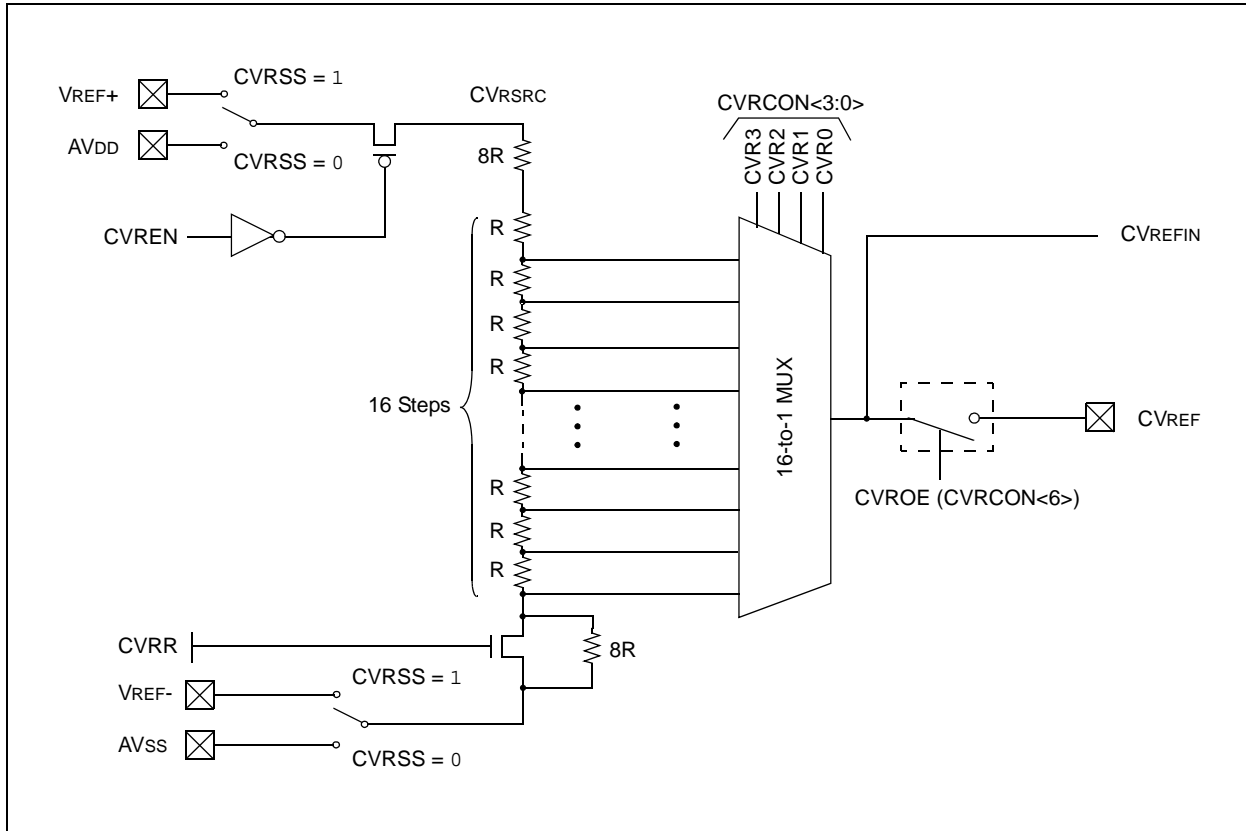 CVRSS = 1
VREF+
CVRSRC
CVRCON<3:0>
AVDD
CVRSS = 0
8R
CVR3
CVR2
CVR1
CVR0
CVREN
R
CVREFIN
R
R
R
16 Steps
16-to-1 MUX
CVREF
R
CVROE (CVRCON<6>)
R
R
CVRR
8R
CVRSS = 1
VREF-
AVSS
CVRSS = 0